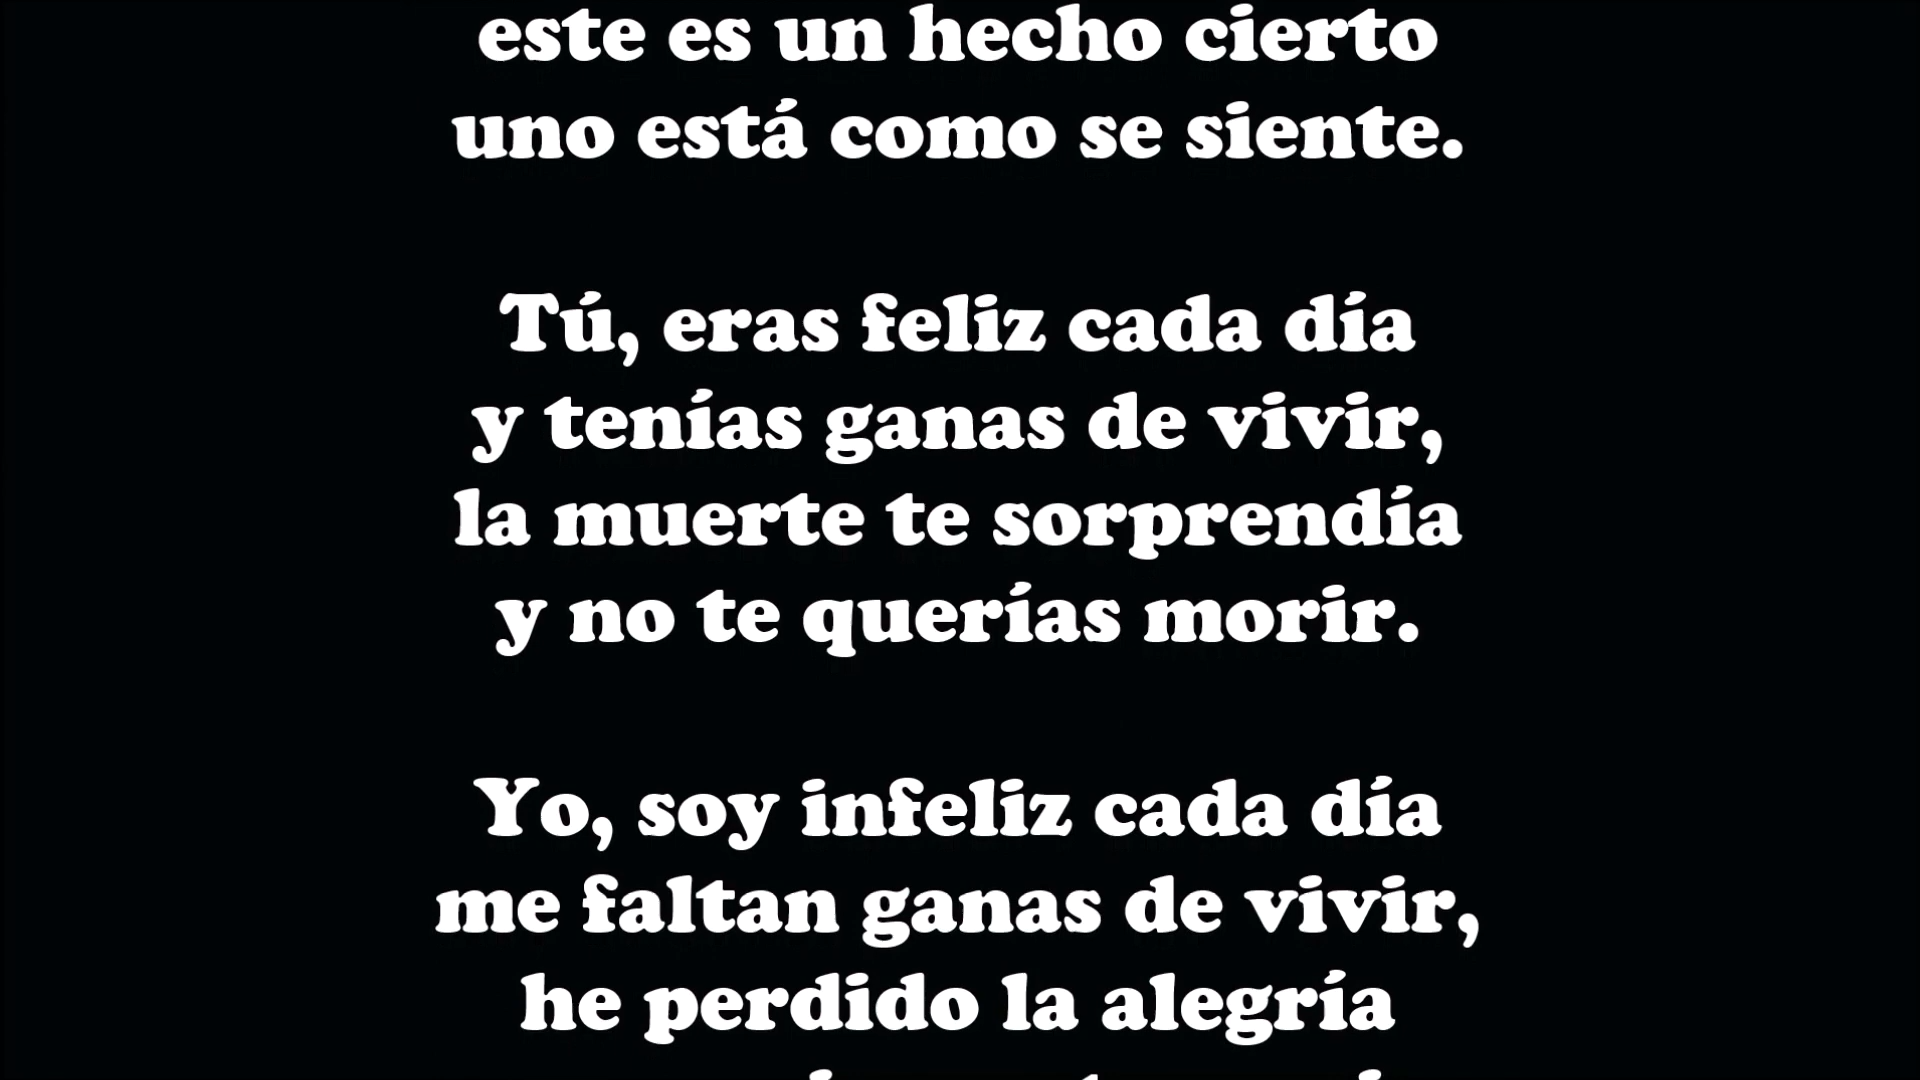 este es un hecho cierto
uno está como se siente.
Tú, eras feliz cada día
y tenías ganas de vivir,
la muerte te sorprendía
y no te querías morir.
Yo, soy infeliz cada día
me faltan ganas de vivir,
he perdido la alegría